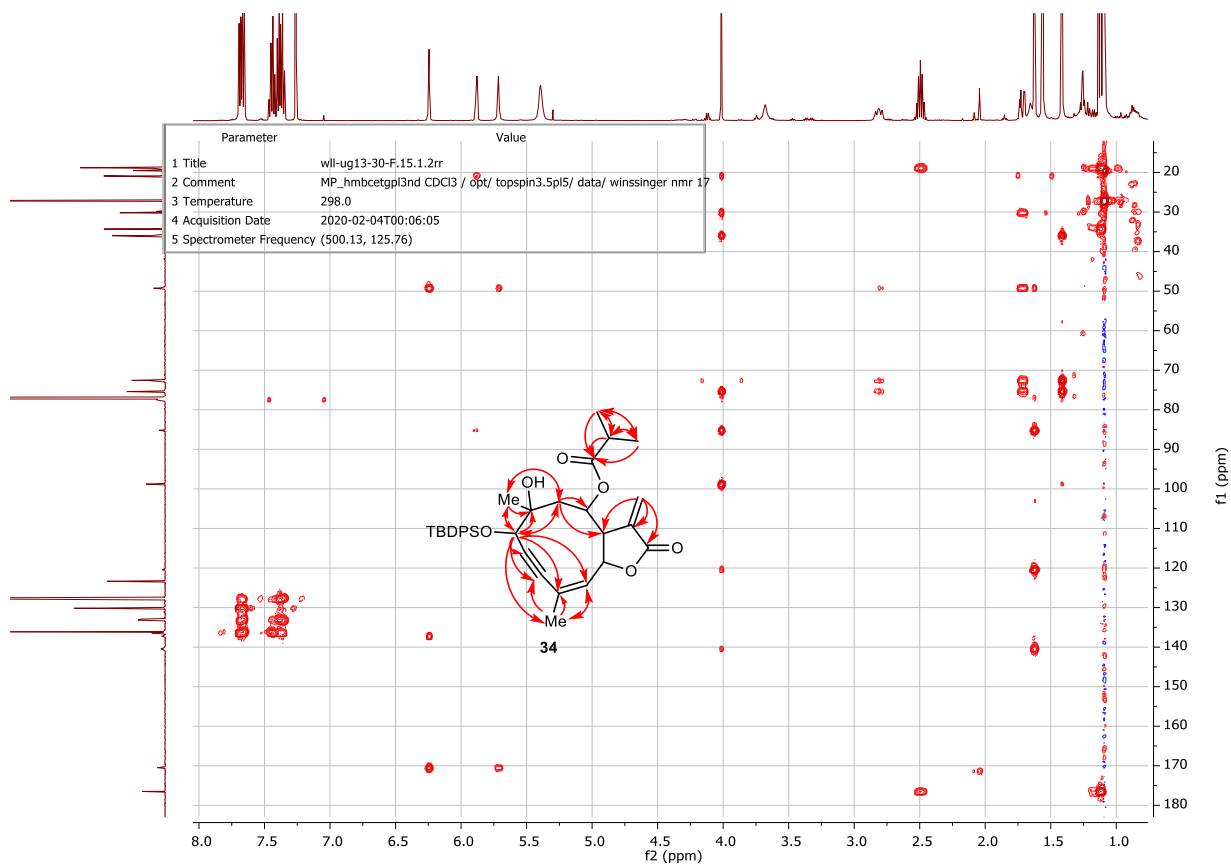 Parameter Value
1 Title wll-ug13-30-F.15.1.2rr
2 Comment MP_hmbcetgpl3nd CDCl3 / opt/ topspin3.5pl5/ data/ winssinger nmr 17
3 Temperature 298.0
4 Acquisition Date 2020-02-04T00:06:05
5 Spectrometer Frequency (500.13, 125.76)
20
30
40
50
60
70
80
90
100
110
120
130
140
150
160
170
180
f1 (ppm)
O
OH
O
Me
TBDPSO
O
O
Me
34
8.0 7.5 7.0 6.5 6.0 5.5 5.0 4.5 4.0 3.5 3.0 2.5 2.0 1.5 1.0
f2 (ppm)